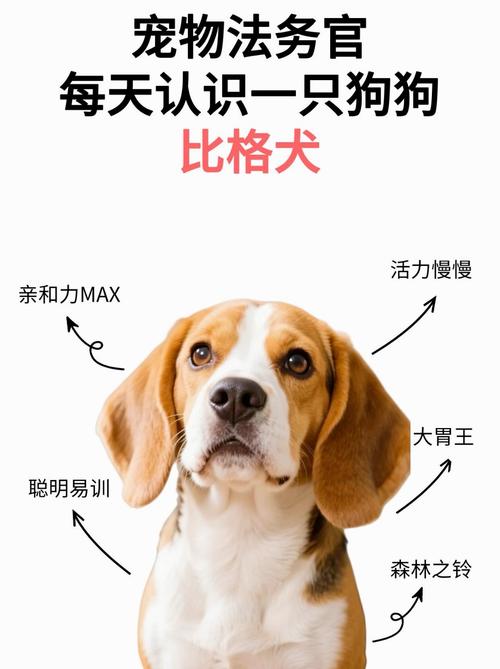 宠物法务官
每天认识一只狗狗
比格犬
活力慢慢
亲和力MAX
大胃王
聪明易训
森林之铃